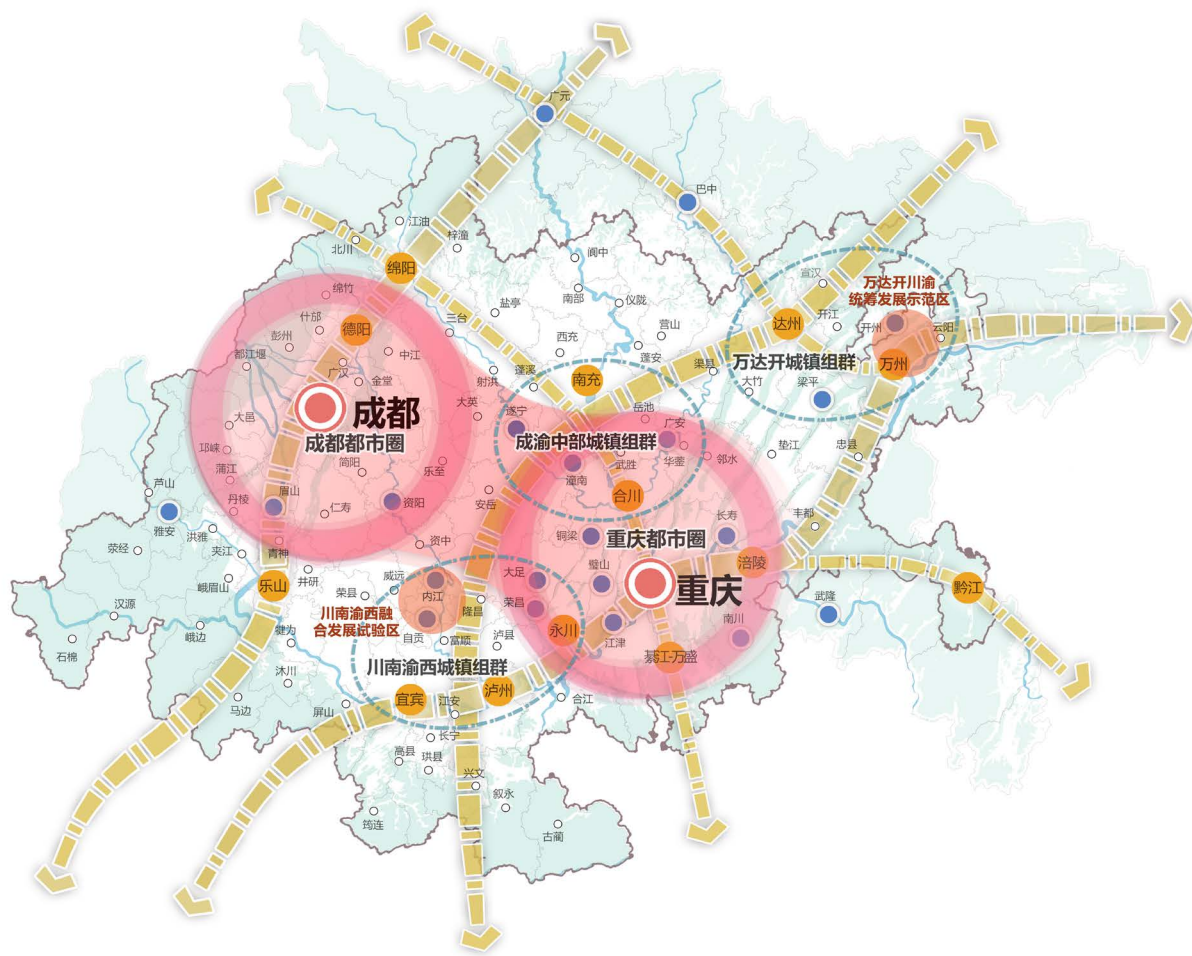 广元
巴中
江油
北川
梓潼
绵阳
阆中
宣汉
万达开川渝
统筹发展示范区
绵竹
盐亭
南部
仪陇
什邡
德阳
三台
营山
达州
开江
开州
云阳
彭州
西充
蓬安
万达开城镇组群
万州
都江堰
广汉
中江
渠县
金堂
射洪
蓬溪
南充
大竹
梁平
成都
大邑
大英
遂宁
岳池
广安
成都都市圈
成渝中部城镇组群
邛崃
简阳
乐至
武胜
华蓥
邻水
垫江
忠县
蒲江
潼南
芦山
丹棱
眉山
仁寿
资阳
安岳
合川
长寿
丰都
雅安
洪雅
铜梁
重庆都市圈
荥经
夹江
青神
资中
涪陵
峨眉山
乐山
井研
威远
荣县
内江
大足
璧山
重庆
黔江
汉源
川南渝西融
合发展试验区
隆昌
荣昌
武隆
峨边
犍为
自贡
富顺
泸县
永川
江津
南川
石棉
川南渝西城镇组群
綦江-万盛
沐川
马边
屏山
宜宾
江安
泸州
合江
长宁
高县
珙县
兴文
叙永
筠连
古蔺